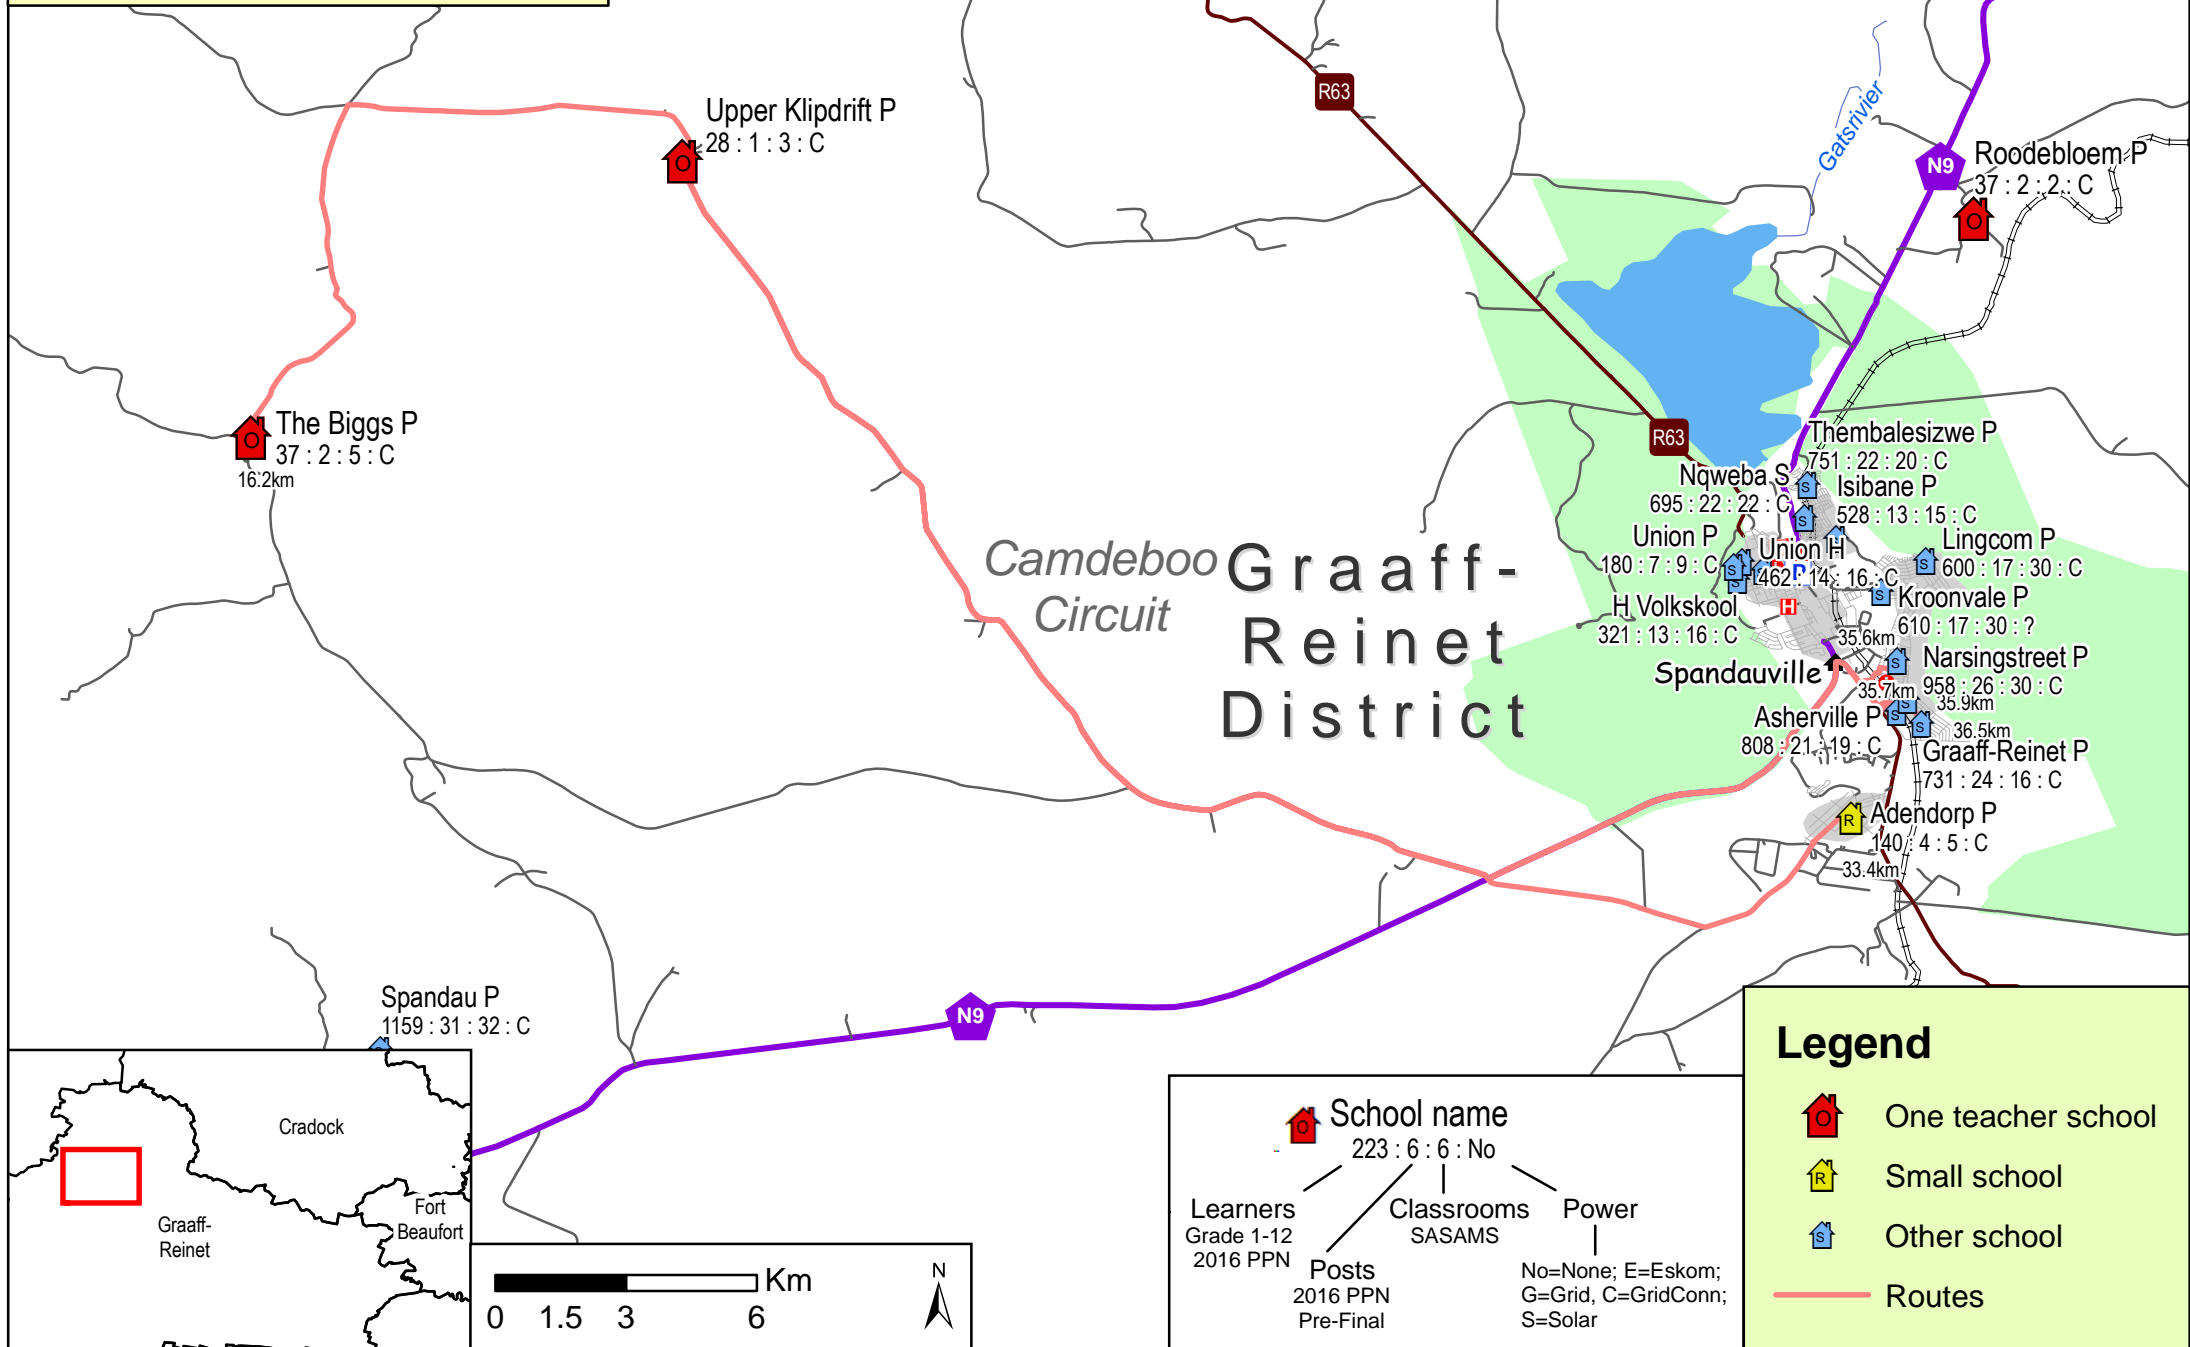 R63
Gatsrivier
N9
Roodebloem P
37 : 2 : 2 : C
O
Upper Klipdrift P
28 : 1 : 3 : C
O
The Biggs P
37 : 2 : 5 : C
O
16.2km
R63
Thembalesizwe P
751 : 22 : 20 : C
S
Nqweba S
695 : 22 : 22 : C
Isibane P
528 : 13 : 15 : C
S
Union P
180 : 7 : 9 : C
S
Union H
462 : 14 : 16 : C
Lingcom P
600 : 17 : 30 : C
S
H Volkskool
321 : 13 : 16 : C
S
H
Kroonvale P
610 : 17 : 30 : ?
S
35.6km
Narsingstreet P
958 : 26 : 30 : C
S
Spandauville
35.7km
35.9km
Asherville P
808 : 21 : 19 : C
S
S
S
36.5km
Graaff-Reinet P
731 : 24 : 16 : C
Adendorp P
140 : 4 : 5 : C
R
33.4km
Camdeboo
Circuit
Graaff-
Reinet
District
N9
Spandau P
1159 : 31 : 32 : C
Cradock
Fort
Beaufort
Graaff-
Reinet
Km
0 1.5 3 6
N
O
School name
223 : 6 : 6 : No
Learners
Grade 1-12
2016 PPN
Posts
2016 PPN
Pre-Final
Classrooms
SASAMS
Power
No=None; E=Eskom;
G=Grid, C=GridConn;
S=Solar
Legend
O One teacher school
R Small school
S Other school
Routes